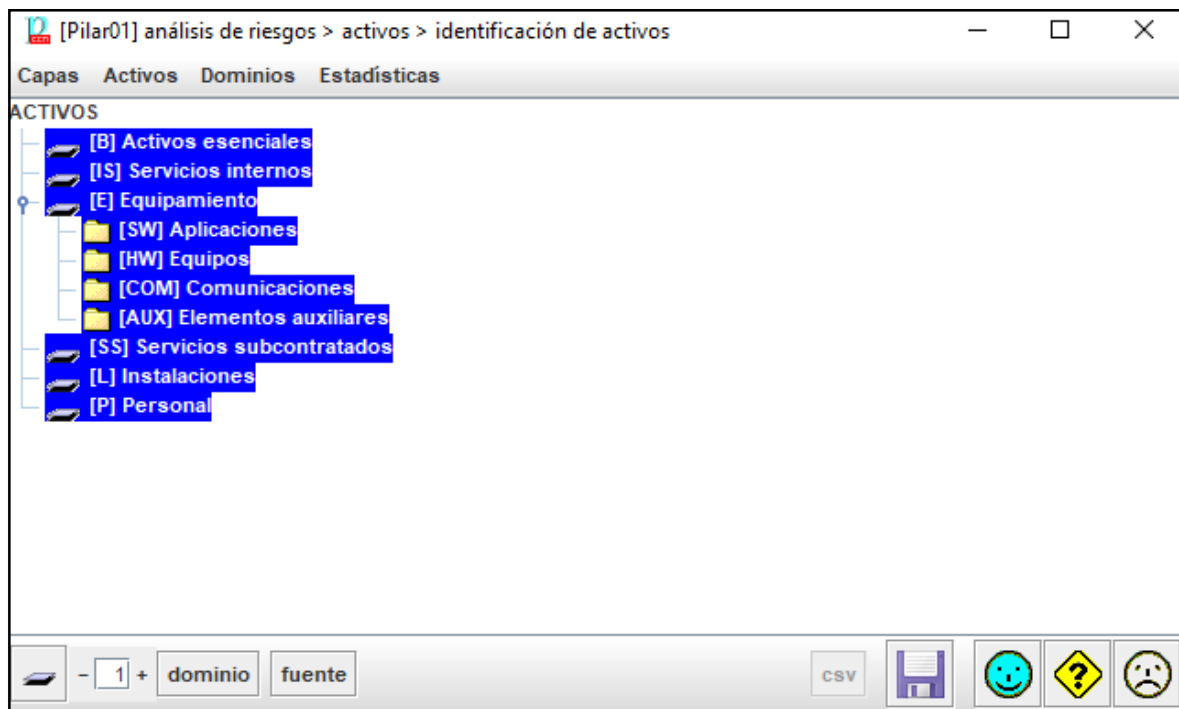 [Pilar01] análisis de riesgos > activos > identificación de activos
Capas Activos Dominios Estadísticas
ACTIVOS
[B] Activos esenciales
[IS] Servicios internos
[E] Equipamiento
[SW] Aplicaciones
[HW] Equipos
[COM] Comunicaciones
[AUX] Elementos auxiliares
[SS] Servicios subcontratados
[L] Instalaciones
[P] Personal
- 1 + dominio fuente csv ?